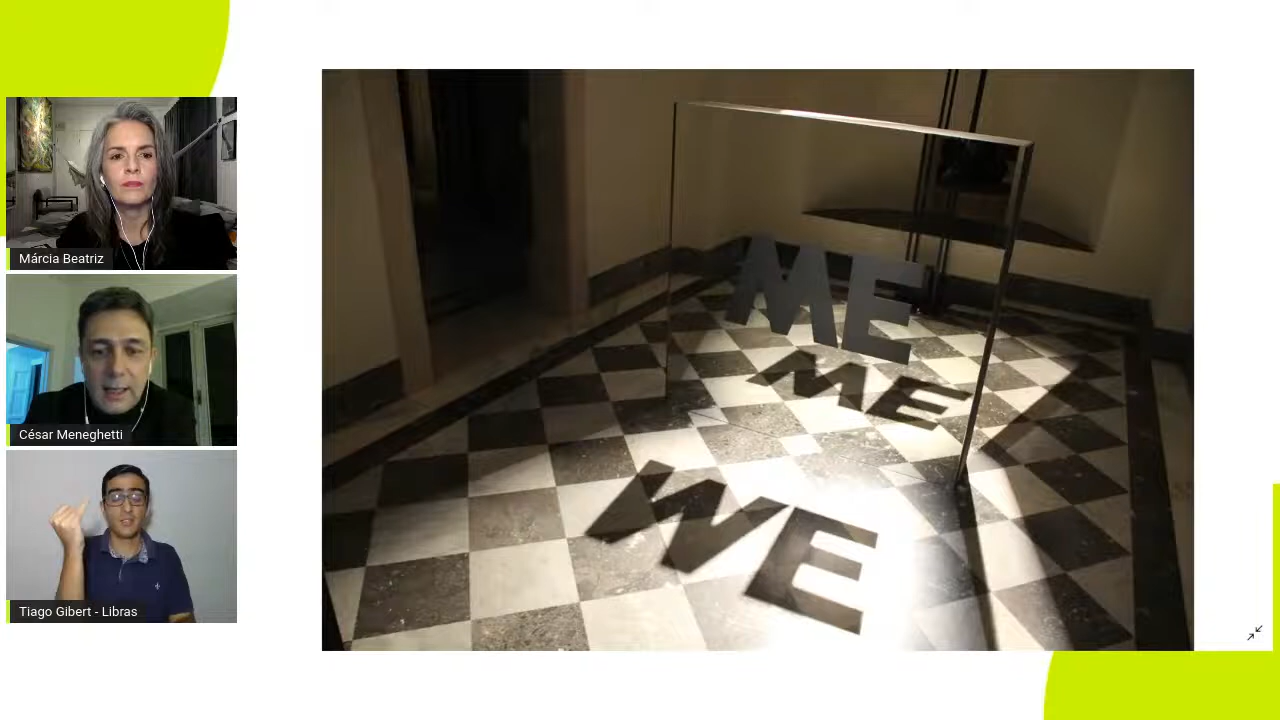 Márcia Beatriz
César Meneghetti
Tiago Gibert - Libras
ME
ME
WE